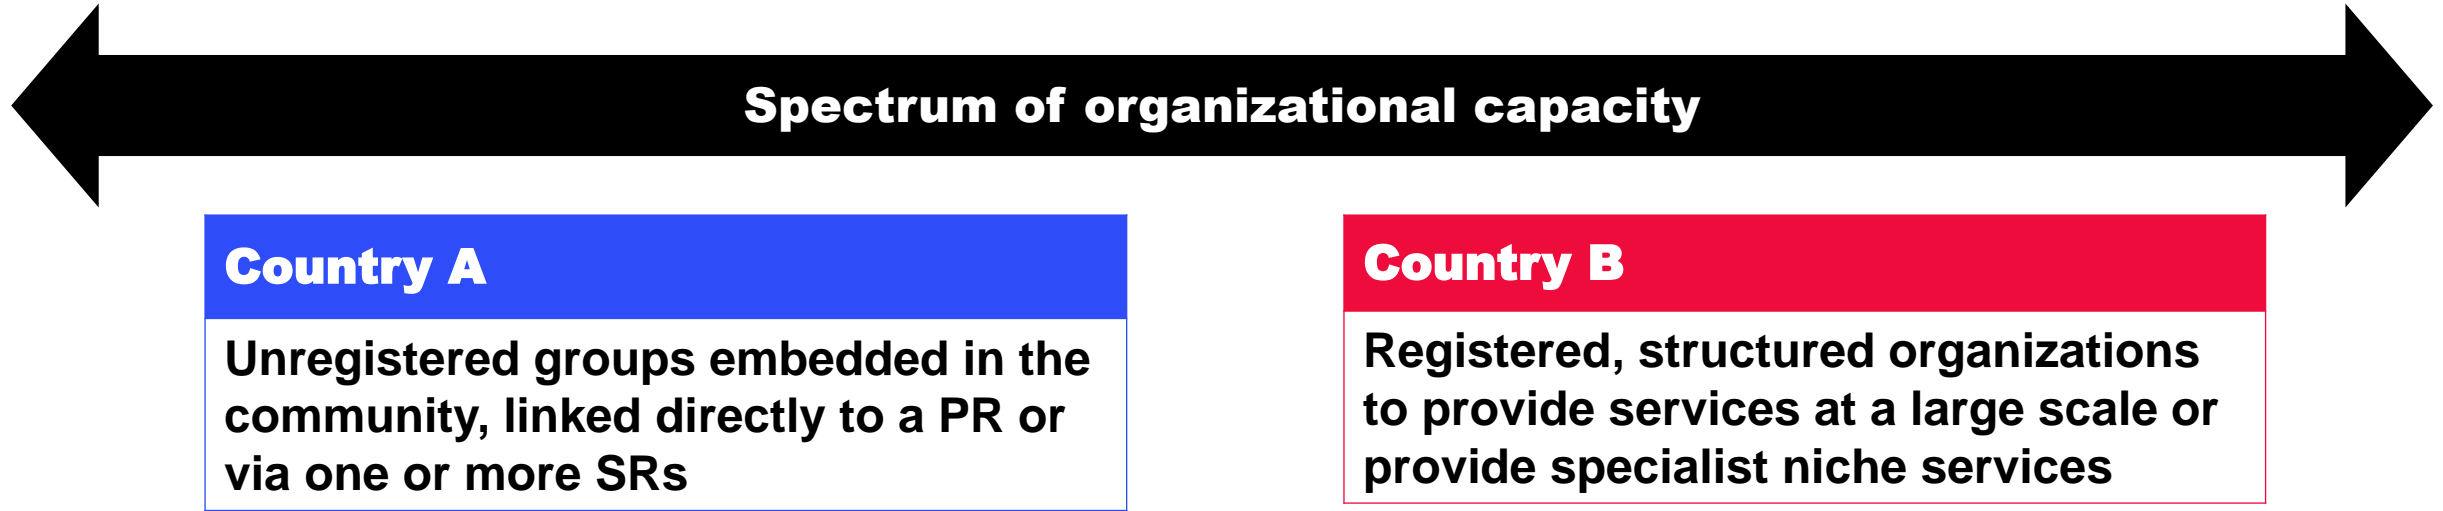 Spectrum of organizational capacity
Country A
Unregistered groups embedded in the
community, linked directly to a PR or
via one or more SRs
Country B
Registered, structured organizations
to provide services at a large scale or
provide specialist niche services